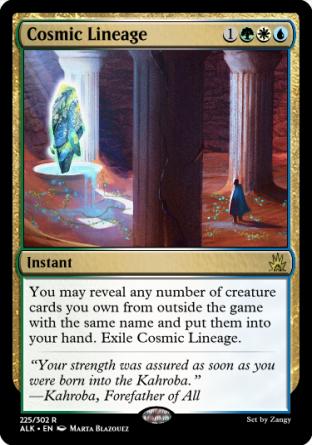 Cosmic Lineage 1
Instant
You may reveal any number of creature
cards you own from outside the game
with the same name and put them into
your hand. Exile Cosmic Lineage.
“Your strength was assured as soon as you
were born into the Kahroba.”
—Kahroba, Forefather of All
225/302 R
Set by Zangy
ALK • EN Marta Blazquez